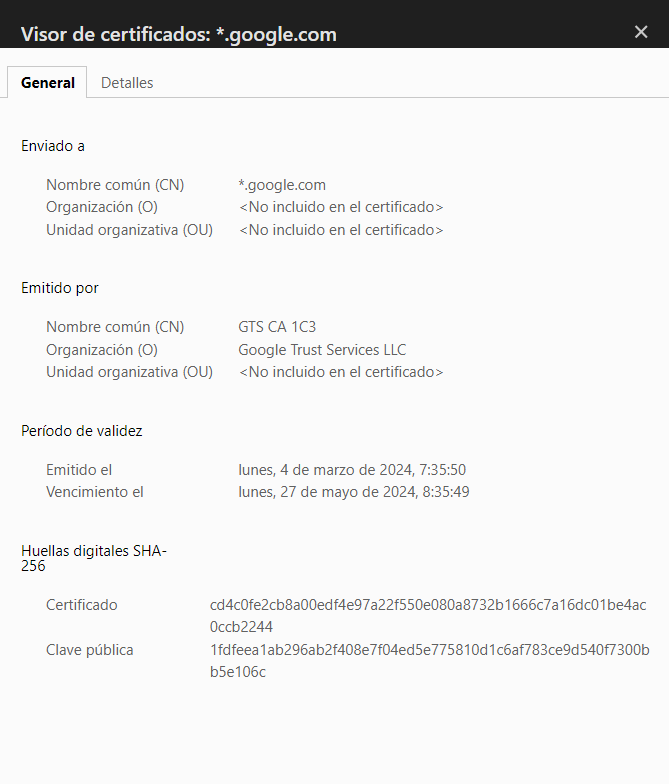 Visor de certificados: *.google.com
General Detalles
Enviado a
Nombre común (CN) *.google.com
Organización (O) <No incluido en el certificado>
Unidad organizativa (OU) <No incluido en el certificado>
Emitido por
Nombre común (CN) GTS CA 1C3
Organización (O) Google Trust Services LLC
Unidad organizativa (OU) <No incluido en el certificado>
Período de validez
Emitido el lunes, 4 de marzo de 2024, 7:35:50
Vencimiento el lunes, 27 de mayo de 2024, 8:35:49
Huellas digitales SHA-
256
Certificado cd4c0fe2cb8a00edf4e97a22f550e080a8732b1666c7a16dc01be4ac
0ccb2244
Clave pública 1fdfeea1ab296ab2f408e7f04ed5e775810d1c6af783ce9d540f7300b
b5e106c